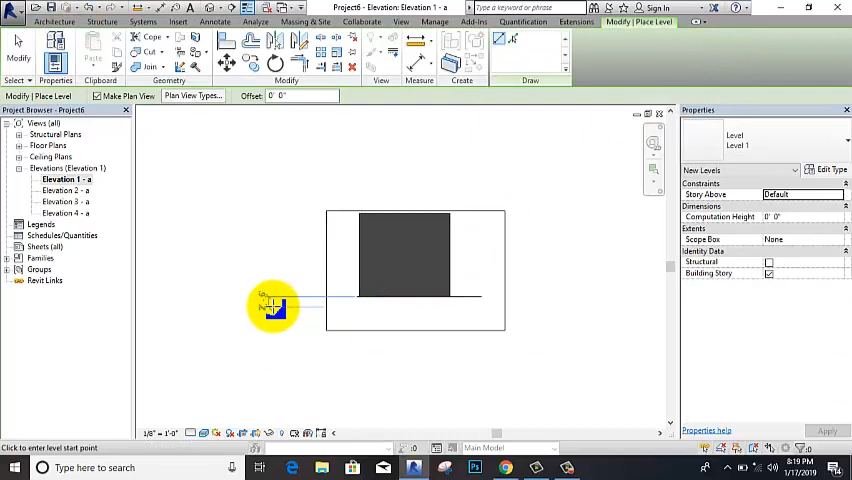 Project6 - Elevation: Elevation 1 - a
Type a keyword or phrase
Sign In
Architecture Structure Systems Insert Annotate Analyze Massing & Site Collaborate View Manage Add-Ins Quantification Extensions Modify | Place Level
Modify
Paste
Cope
Cut
Join
Select
Properties
Clipboard
Geometry
Modify
View
Measure
Create
Draw
Modify | Place Level
Make Plan View
Plan View Types...
Offset: 0' 0"
Project Browser - Project6
Views (all)
Structural Plans
Floor Plans
Ceiling Plans
Elevations (Elevation 1)
Elevation 1 - a
Elevation 2 - a
Elevation 3 - a
Elevation 4 - a
Legends
Schedules/Quantities
Sheets (all)
Families
Groups
Revit Links
Properties
Level
Level 1
New Levels
Edit Type
Constraints
Story Above Default
Dimensions
Computation Height 0' 0"
Extents
Scope Box None
Identity Data
Structural
Building Story
Properties help
Apply
1/8" = 1'-0"
Click to enter level start point
:0
Main Model
:0
Type here to search
8:19 PM
1/17/2019
14